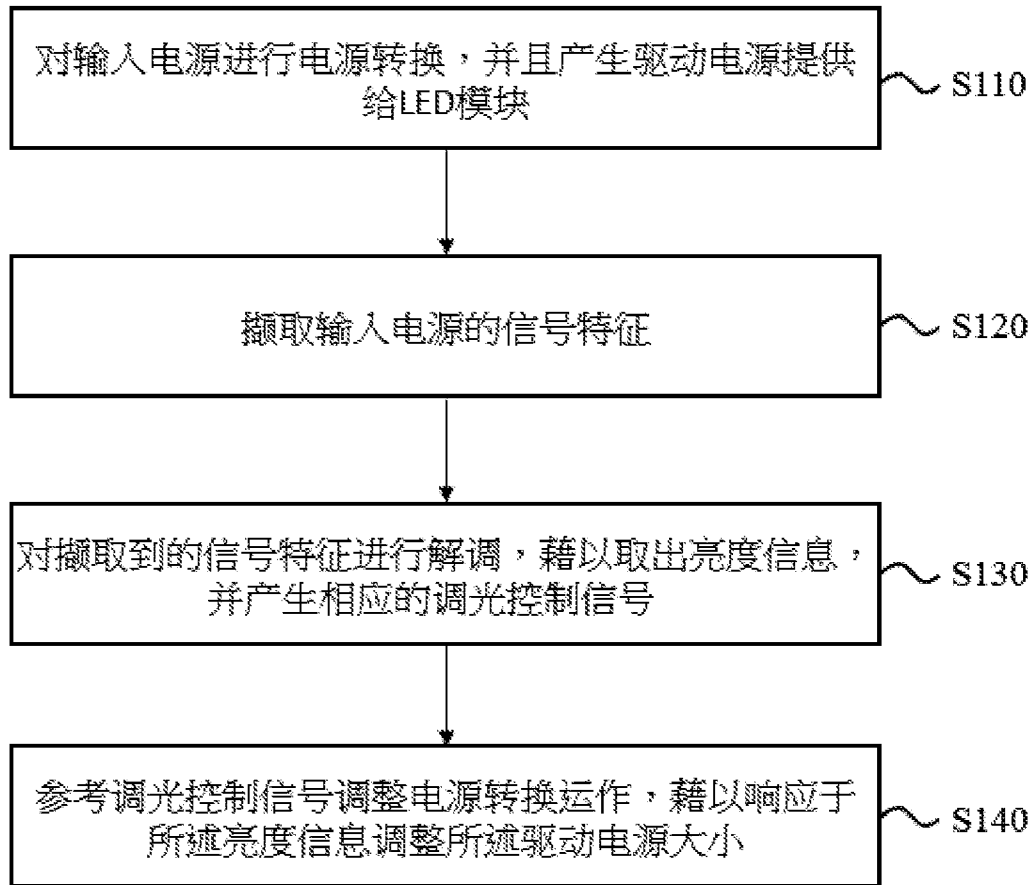 对输入电源进行电源转换，并且产生驱动电源提供
给LED模块
S110
撷取输入电源的信号特征
S120
对撷取到的信号特征进行解调，藉以取出亮度信息，
并产生相应的调光控制信号
S130
参考调光控制信号调整电源转换运作，藉以响应于
所述亮度信息调整所述驱动电源大小
S140